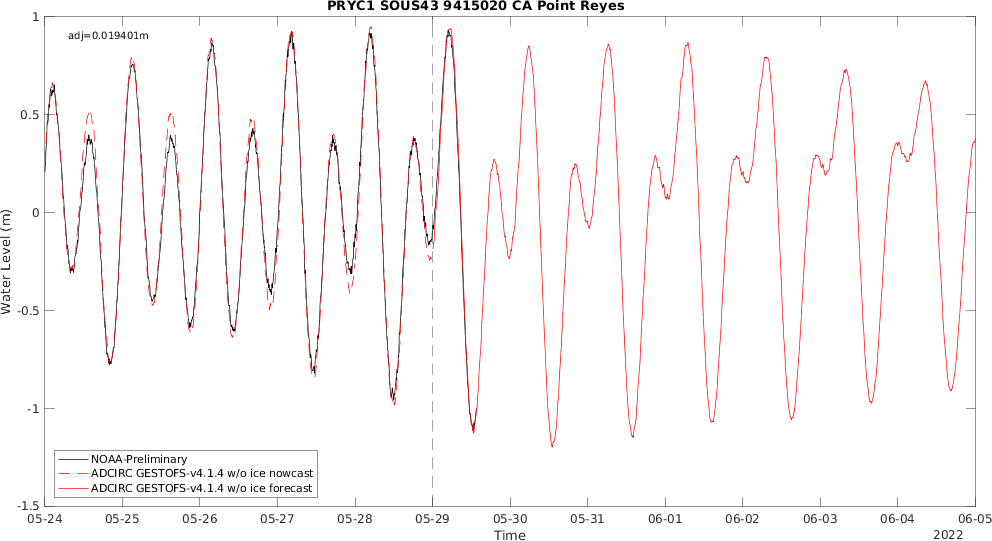 PRYC1 SOUS43 9415020 CA Point Reyes
adj=0.019401m
Water Level (m)
1
0.5
0
-0.5
-1
-1.5
NOAA-Preliminary
ADCIRC GESTOFS-v4.1.4 w/o ice nowcast
ADCIRC GESTOFS-v4.1.4 w/o ice forecast
05-24 05-25 05-26 05-27 05-28 05-29 05-30 05-31 06-01 06-02 06-03 06-04 06-05
Time
2022